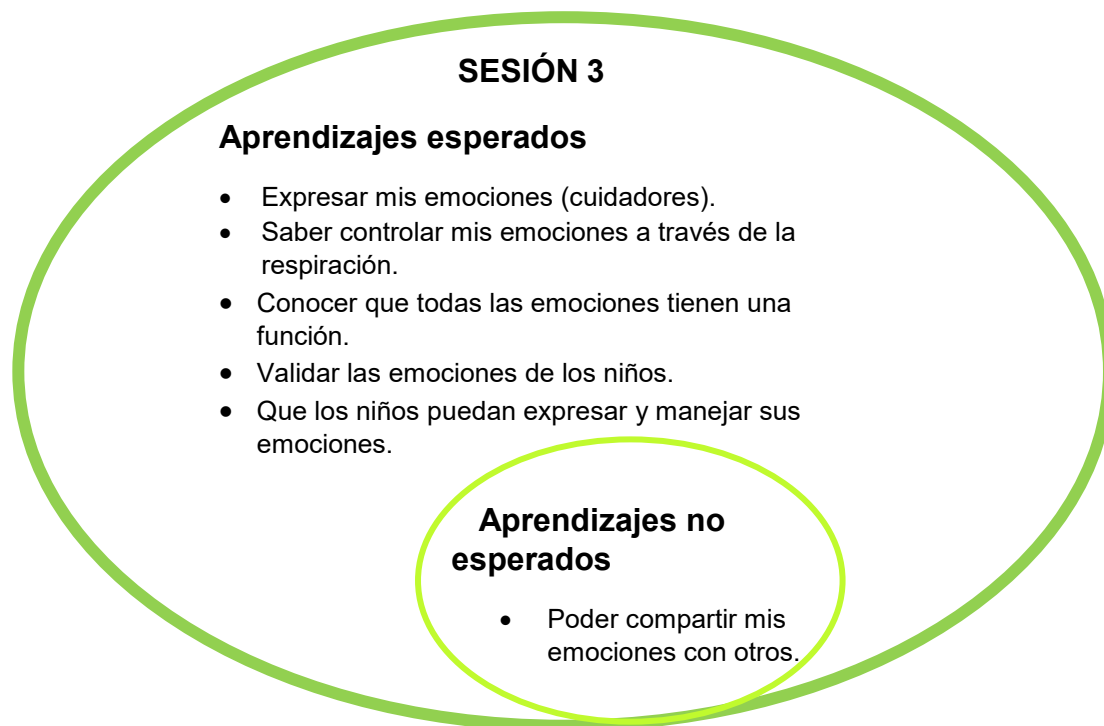 SESIÓN 3
Aprendizajes esperados
• Expresar mis emociones (cuidadores).
• Saber controlar mis emociones a través de la
respiración.
• Conocer que todas las emociones tienen una
función.
• Validar las emociones de los niños.
• Que los niños puedan expresar y manejar sus
emociones.
Aprendizajes no
esperados
• Poder compartir mis
emociones con otros.